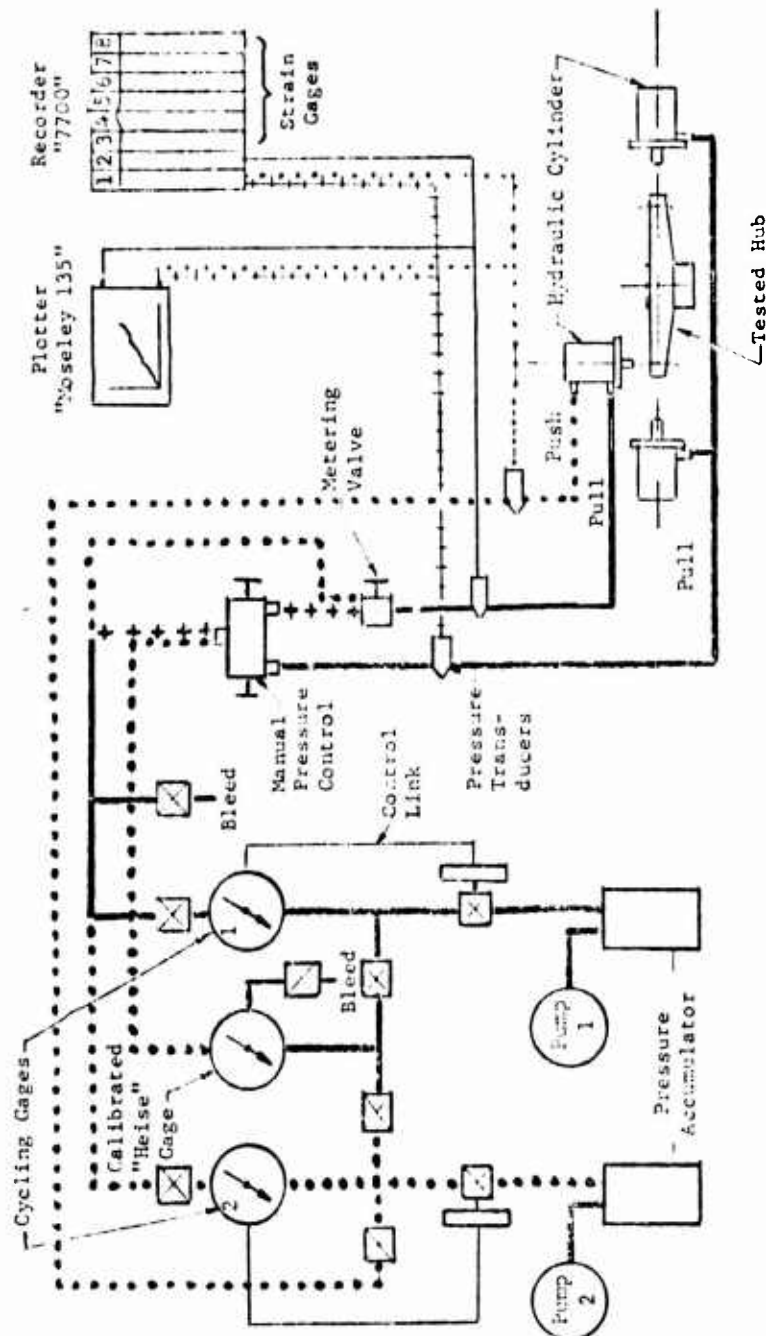 Cycling Gages
Calibrated
"Heise"
Gage
2
1
Bleed
Bleed
Control
Link
Pump
2
Pump
1
Pressure
Accumulator
Manual
Pressure
Control
Pressure
Trans-
ducers
Metering
Valve
Push
Pull
Pull
Plotter
"Moseley 135"
Recorder
"7700"
1 2 3 4 5 6 7 8
Strain
Gages
Hydraulic Cylinder
Tested Hub